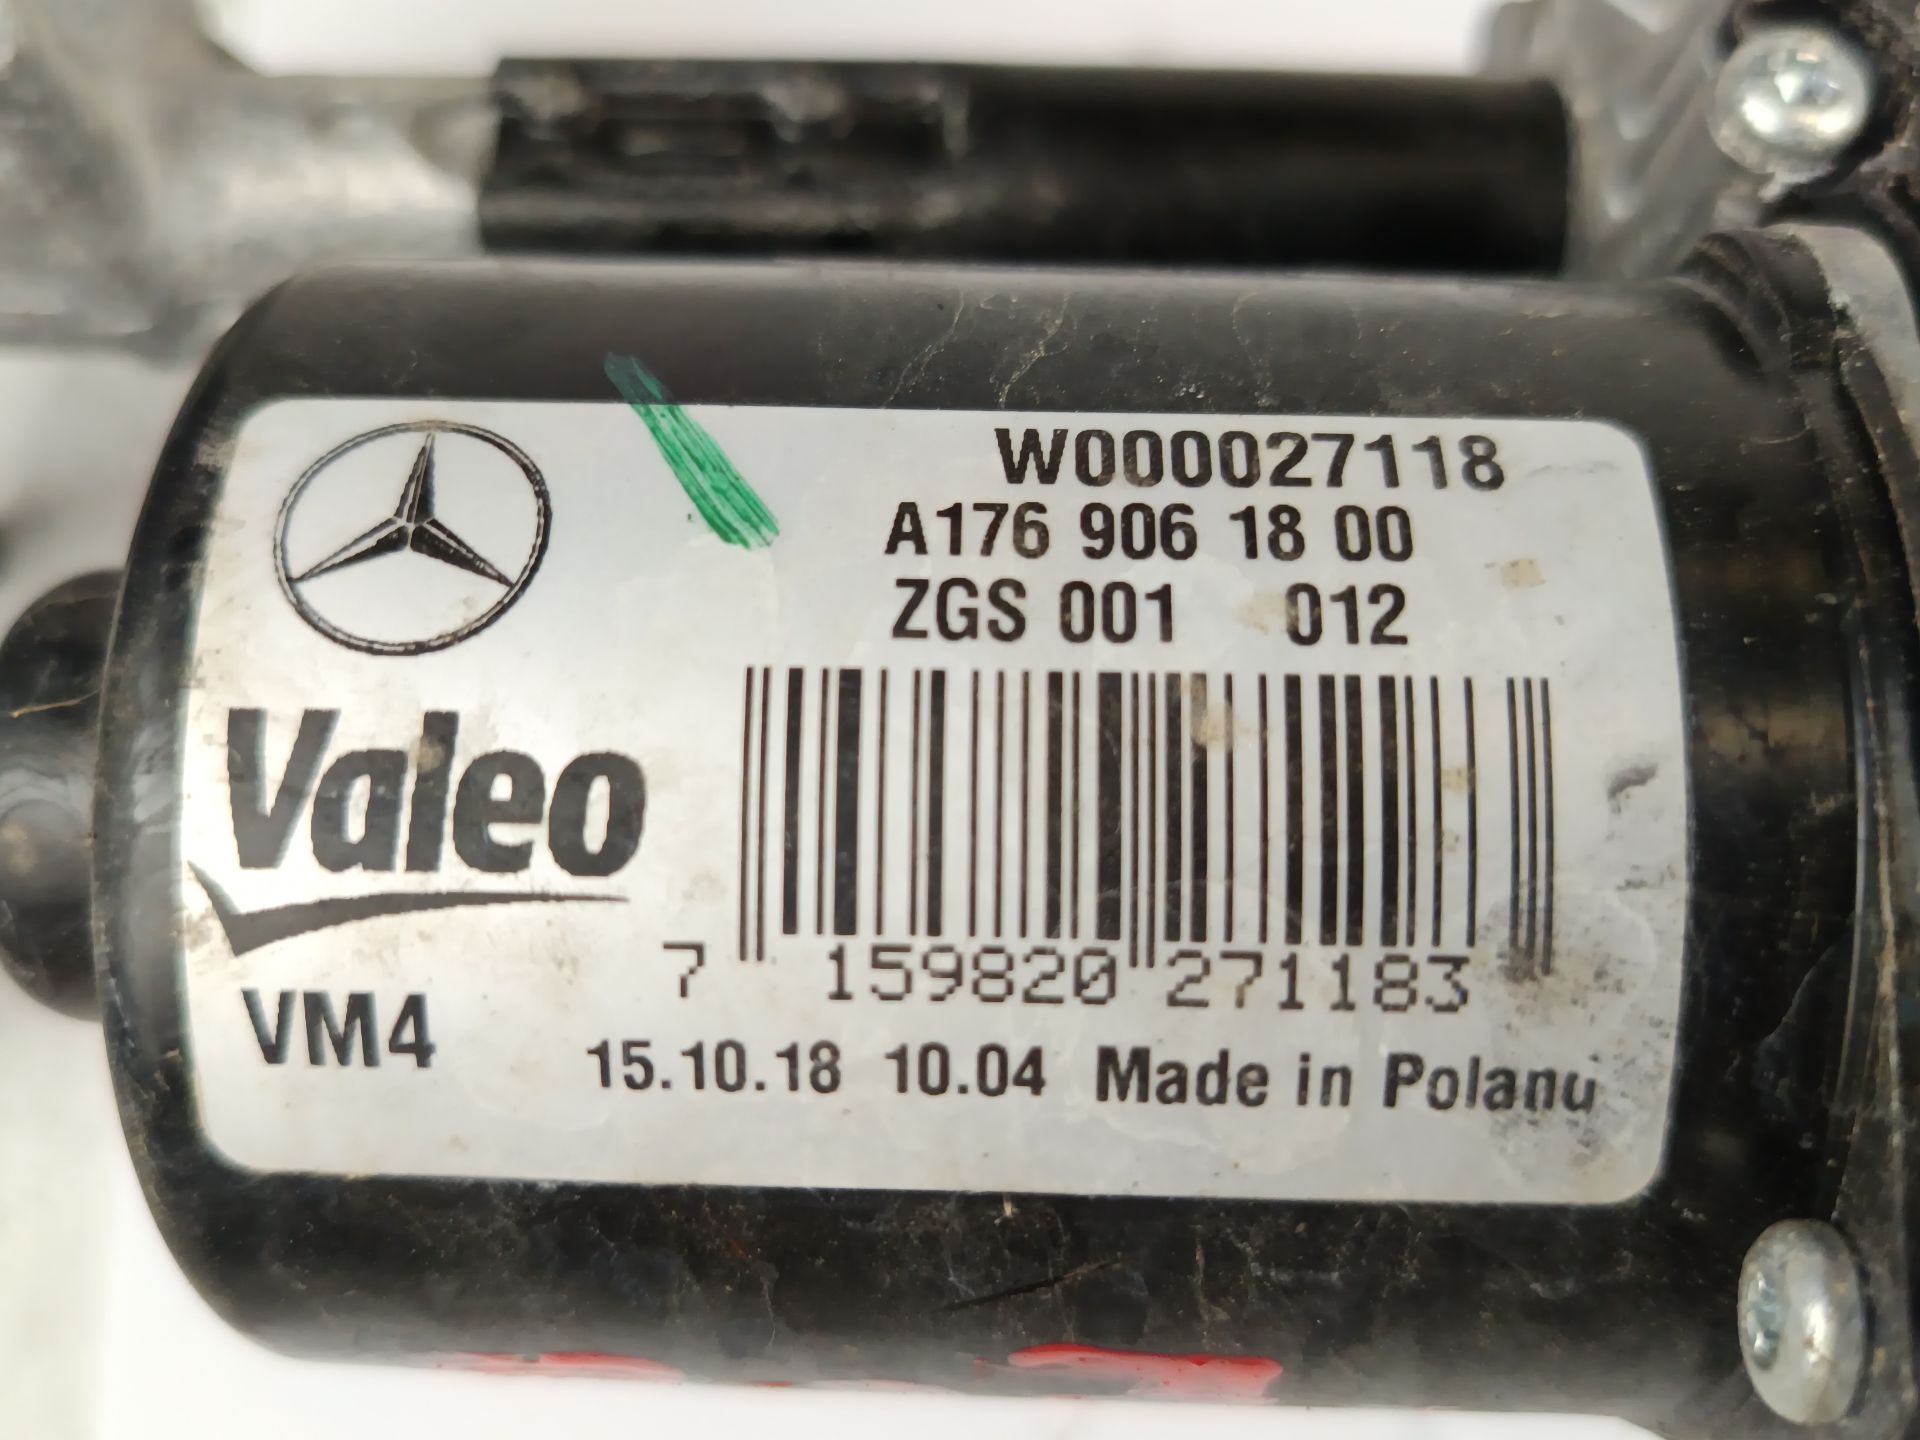 W000027118
A176 906 18 00
ZGS 001 012
Valeo
7 159820 271183
VM4
15.10.18 10.04 Made in Polanu